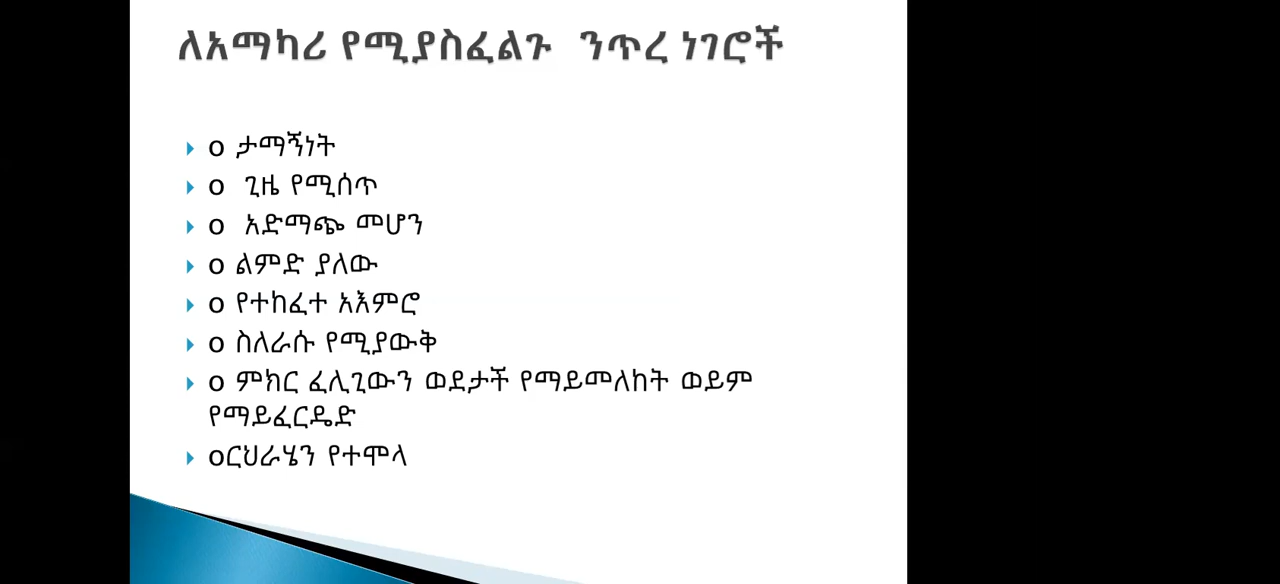 ለአማካሪ የሚያስፈልጉ ንጥረ ነገሮች
o ታማኝነት
o ጊዜ የሚሰጥ
o አድማጭ መሆን
o ልምድ ያለው
o የተከፈተ አእምሮ
o ስለራሱ የሚያውቅ
o ምክር ፈሊጊውን ወደታች የማይመለከት ወይም
የማይፈርዴድ
oርህራሄን የተሞላ